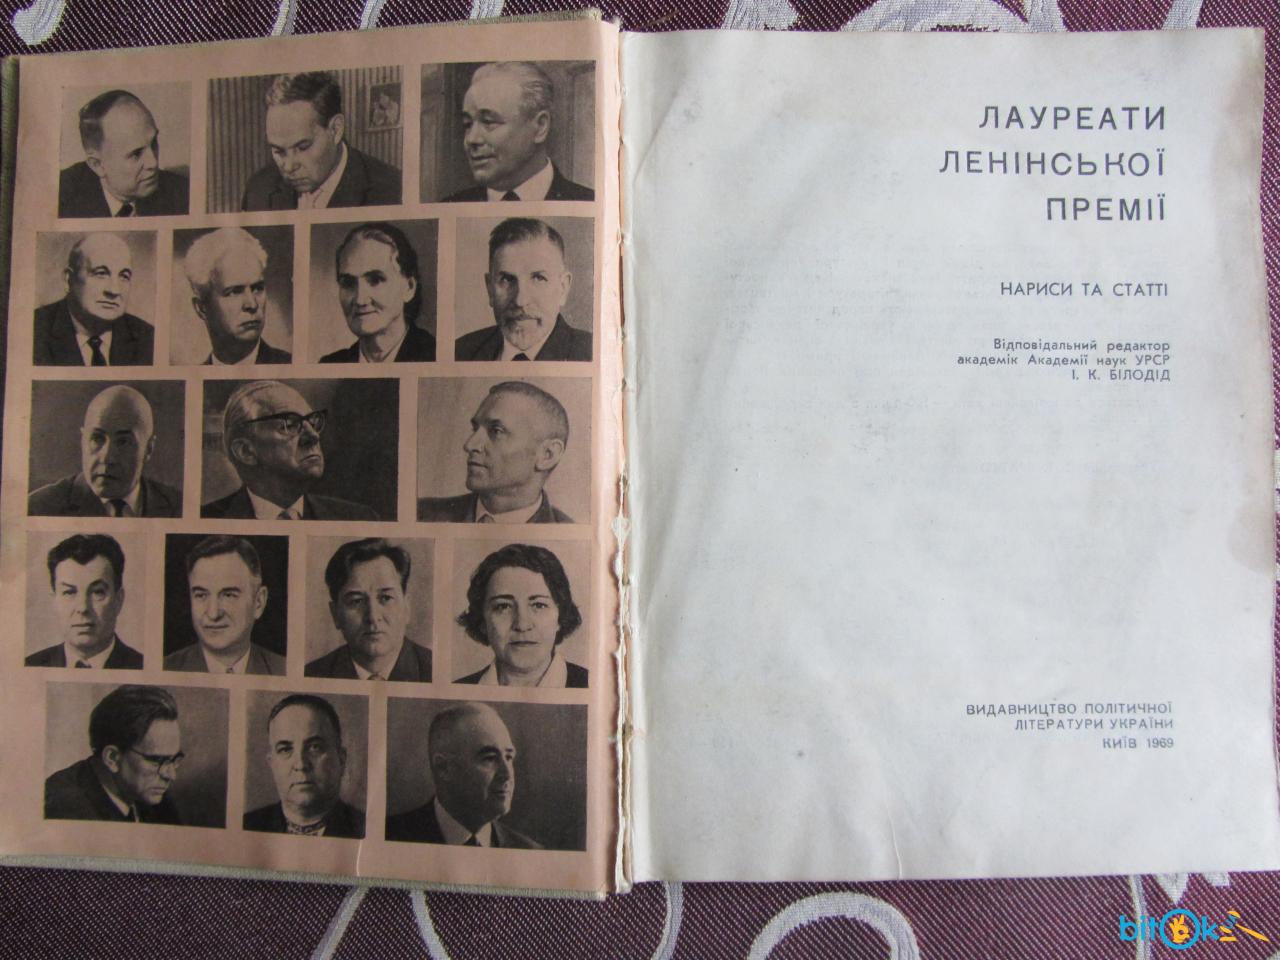 ЛАУРЕАТИ
ЛЕНІНСЬКОЇ
ПРЕМІЇ
НАРИСИ ТА СТАТТІ
Відповідальний редактор
академік Академії наук УРСР
І. К. БІЛОДІД
ВИДАВНИЦТВО ПОЛІТИЧНОЇ
ЛІТЕРАТУРИ УКРАЇНИ
КИЇВ 1969
bitOk